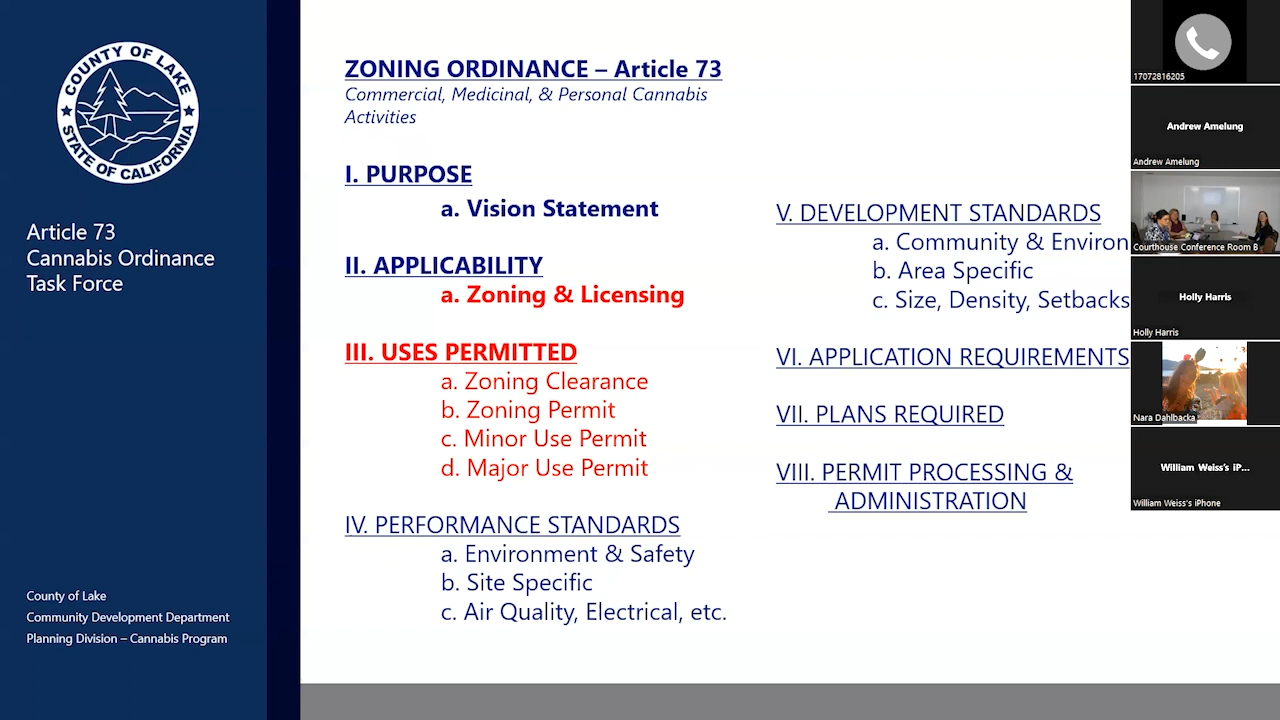 COUNTY OF LAKE
STATE OF CALIFORNIA
Article 73
Cannabis Ordinance
Task Force
County of Lake
Community Development Department
Planning Division – Cannabis Program
ZONING ORDINANCE – Article 73
Commercial, Medicinal, & Personal Cannabis
Activities
I. PURPOSE
a. Vision Statement
II. APPLICABILITY
a. Zoning & Licensing
III. USES PERMITTED
a. Zoning Clearance
b. Zoning Permit
c. Minor Use Permit
d. Major Use Permit
IV. PERFORMANCE STANDARDS
a. Environment & Safety
b. Site Specific
c. Air Quality, Electrical, etc.
V. DEVELOPMENT STANDARDS
a. Community & Environ
b. Area Specific
c. Size, Density, Setbacks
VI. APPLICATION REQUIREMENTS
VII. PLANS REQUIRED
VIII. PERMIT PROCESSING &
ADMINISTRATION
17072816205
Andrew Amelung
Andrew Amelung
Courthouse Conference Room B
Holly Harris
Holly Harris
Nara Dahlbacka
William Weiss's iP...
William Weiss's iPhone